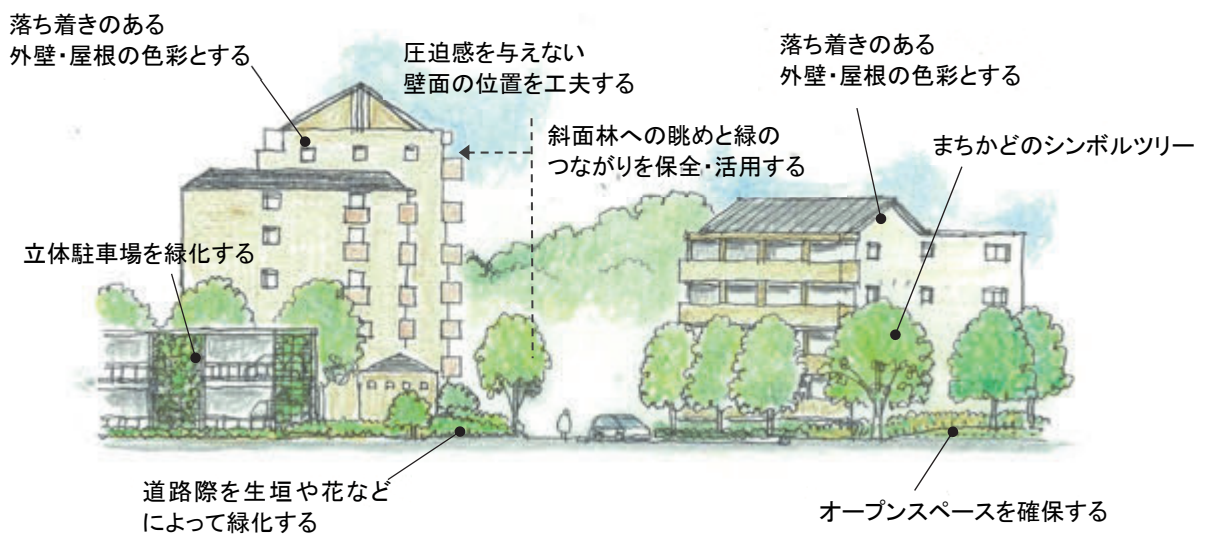 落ち着きのある
外壁・屋根の色彩とする
圧迫感を与えない
壁面の位置を工夫する
落ち着きのある
外壁・屋根の色彩とする
斜面林への眺めと緑の
つながりを保全・活用する
まちかどのシンボルツリー
立体駐車場を緑化する
道路際を生垣や花など
によって緑化する
オープンスペースを確保する